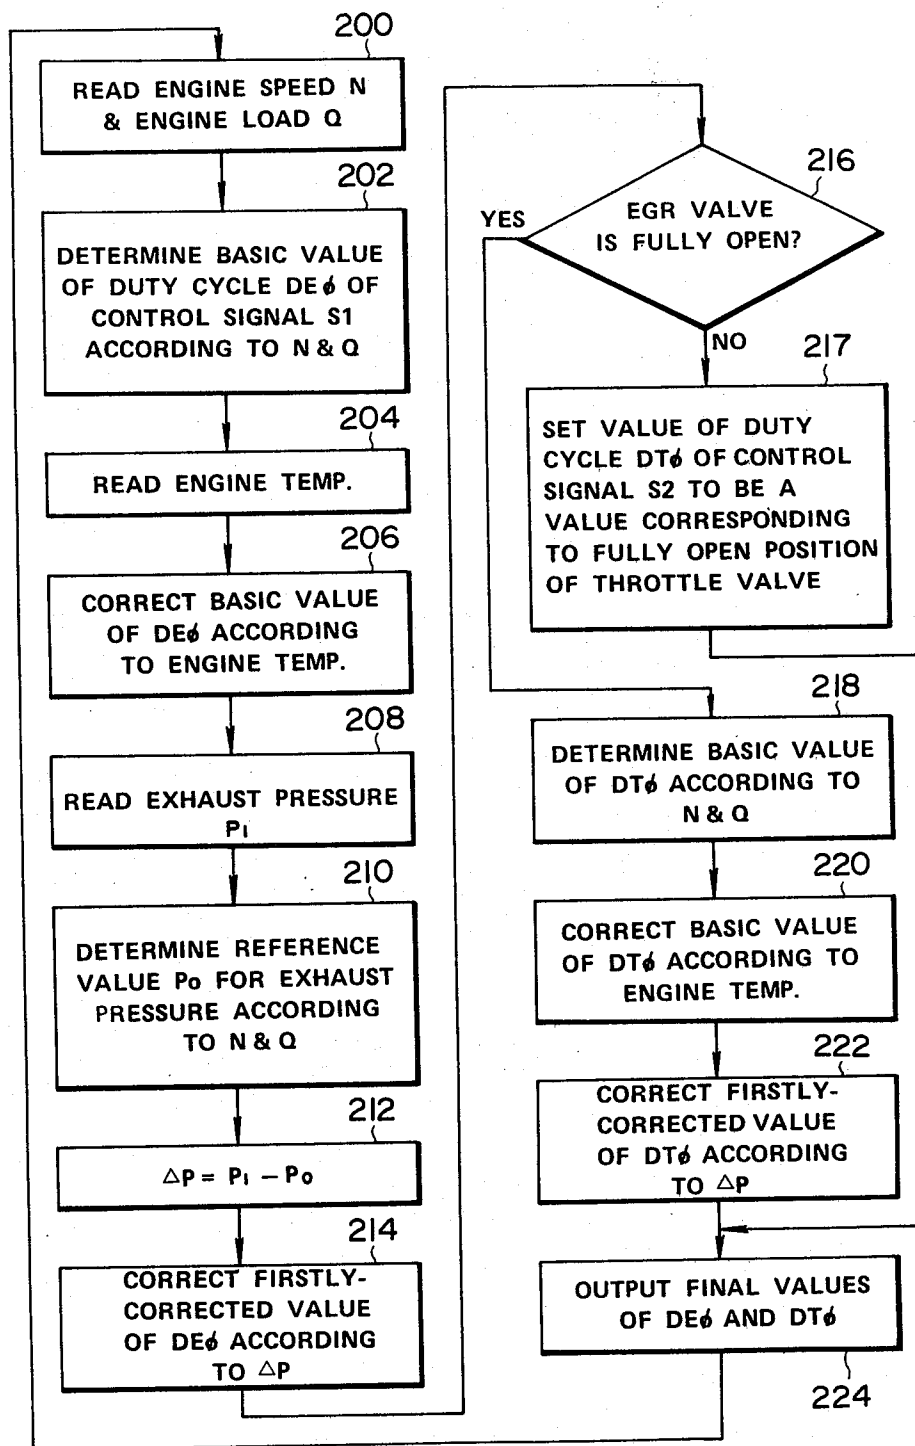 200
READ ENGINE SPEED N
& ENGINE LOAD Q
202
DETERMINE BASIC VALUE
OF DUTY CYCLE DEϕ OF
CONTROL SIGNAL S1
ACCORDING TO N & Q
204
READ ENGINE TEMP.
206
CORRECT BASIC VALUE
OF DEϕ ACCORDING
TO ENGINE TEMP.
208
READ EXHAUST PRESSURE
P1
210
DETERMINE REFERENCE
VALUE Po FOR EXHAUST
PRESSURE ACCORDING
TO N & Q
212
△P = P1 – Po
214
CORRECT FIRSTLY-
CORRECTED VALUE
OF DEϕ ACCORDING
TO △P
216
EGR VALVE
IS FULLY OPEN?
YES
NO
217
SET VALUE OF DUTY
CYCLE DTϕ OF CONTROL
SIGNAL S2 TO BE A
VALUE CORRESPONDING
TO FULLY OPEN POSITION
OF THROTTLE VALVE
218
DETERMINE BASIC VALUE
OF DTϕ ACCORDING TO
N & Q
220
CORRECT BASIC VALUE
OF DTϕ ACCORDING TO
ENGINE TEMP.
222
CORRECT FIRSTLY-
CORRECTED VALUE
OF DTϕ ACCORDING
TO △P
OUTPUT FINAL VALUES
OF DEϕ AND DTϕ
224